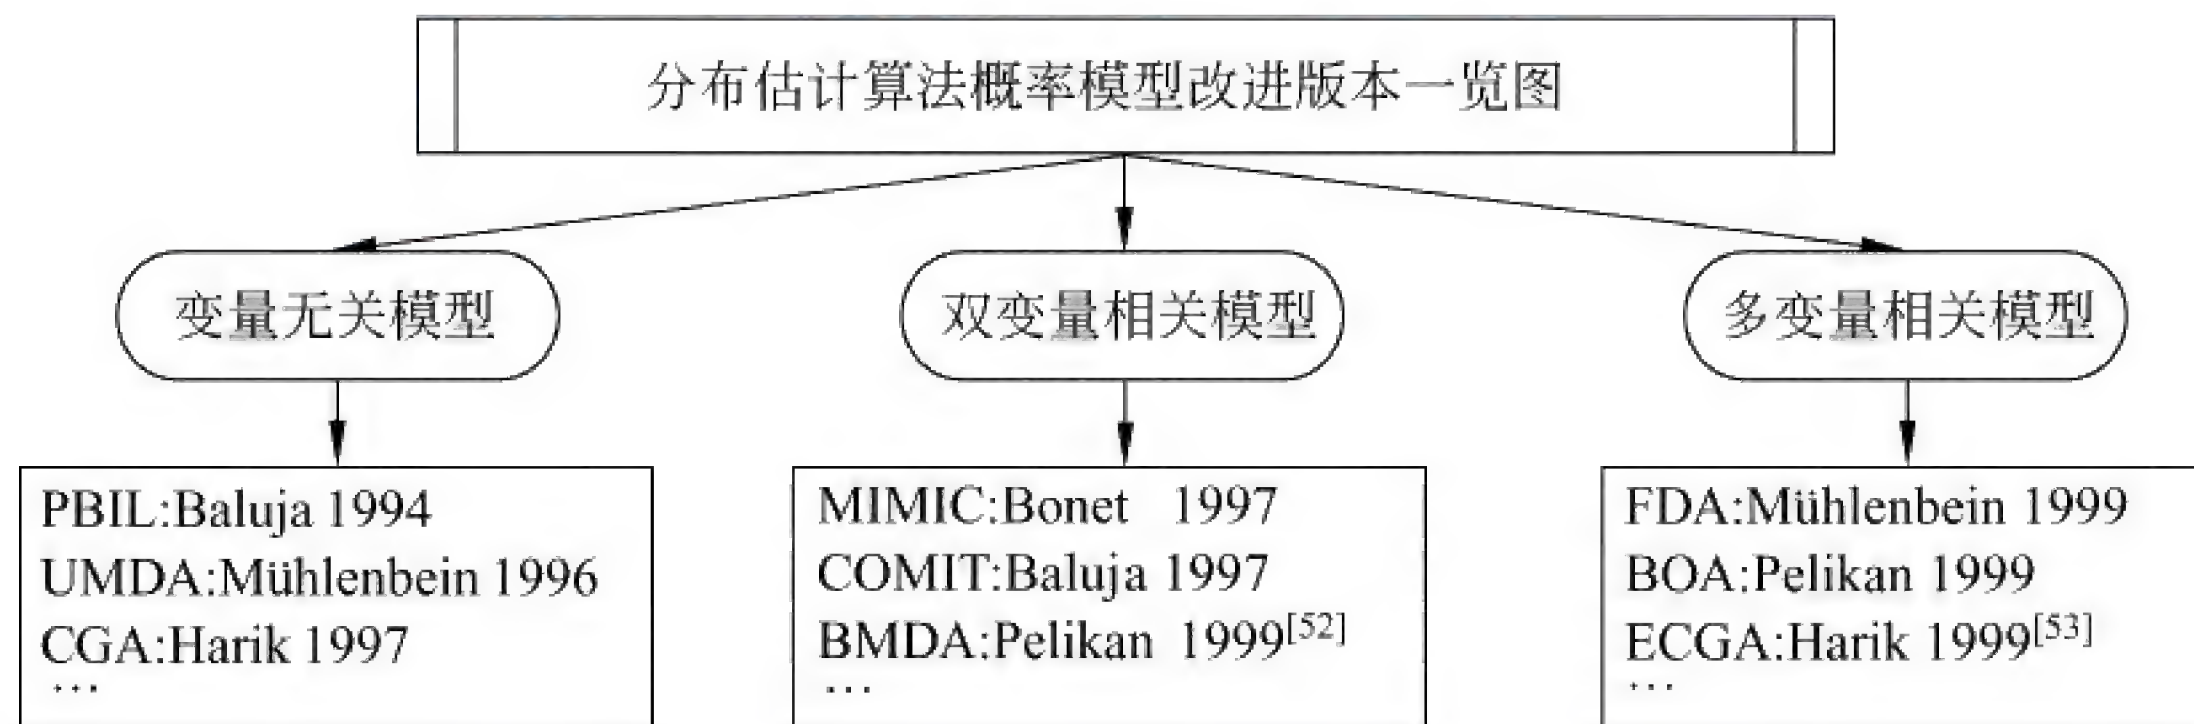 分布估计算法概率模型改进版本一览图
变量无关模型
双变量相关模型
多变量相关模型
PBIL:Baluja 1994
UMDA:Mühlenbein 1996
CGA:Harik 1997
…
MIMIC:Bonet 1997
COMIT:Baluja 1997
BMDA:Pelikan 1999[52]
…
FDA:Mühlenbein 1999
BOA:Pelikan 1999
ECGA:Harik 1999[53]
…